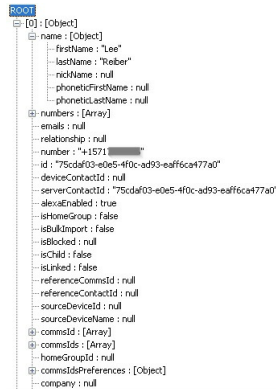 ROOT
[0] : [Object]
name : [Object]
firstName : "Lee"
lastName : "Reiber"
nickName : null
phoneticFirstName : null
phoneticLastName : null
numbers : [Array]
emails : null
relationship : null
number : "+1571 "
id : "75cdaf03-e0e5-4f0c-ad93-eaff6ca477a0"
deviceContactId : null
serverContactId : "75cdaf03-e0e5-4f0c-ad93-eaff6ca477a0"
alexaEnabled : true
isHomeGroup : false
isBulkImport : false
isBlocked : null
isChild : false
isLinked : false
referenceCommsId : null
referenceContactId : null
sourceDeviceId : null
sourceDeviceName : null
commsId : [Array]
commsIds : [Array]
homeGroupId : null
commsIdsPreferences : [Object]
company : null